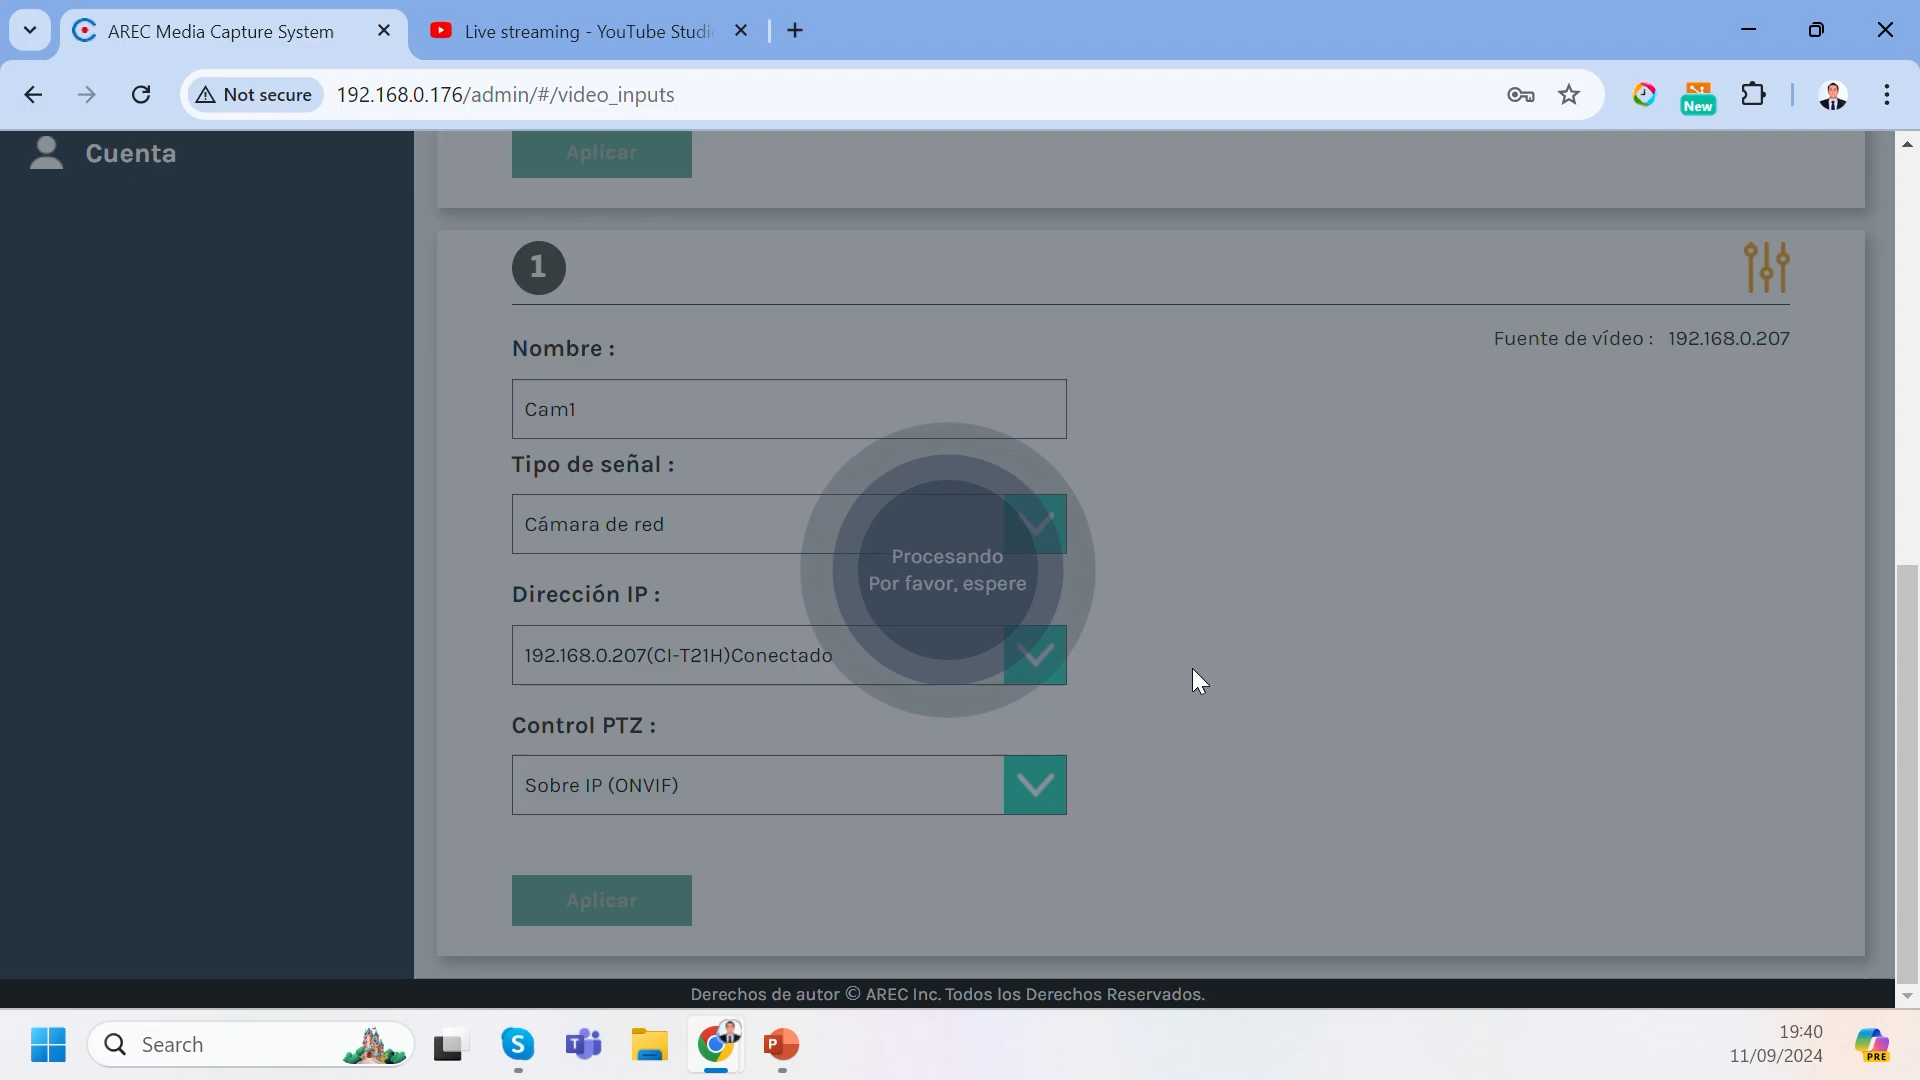 AREC Media Capture System
Live streaming - YouTube Studi
Not secure
192.168.0.176/admin/#/video_inputs
New
Cuenta
Aplicar
1
Fuente de vídeo : 192.168.0.207
Nombre :
Cam1
Tipo de señal :
Cámara de red
Procesando
Por favor, espere
Dirección IP :
192.168.0.207(CI-T21H)Conectado
Control PTZ :
Sobre IP (ONVIF)
Aplicar
Derechos de autor © AREC Inc. Todos los Derechos Reservados.
Search
S
T
P
19:40
11/09/2024
PRE